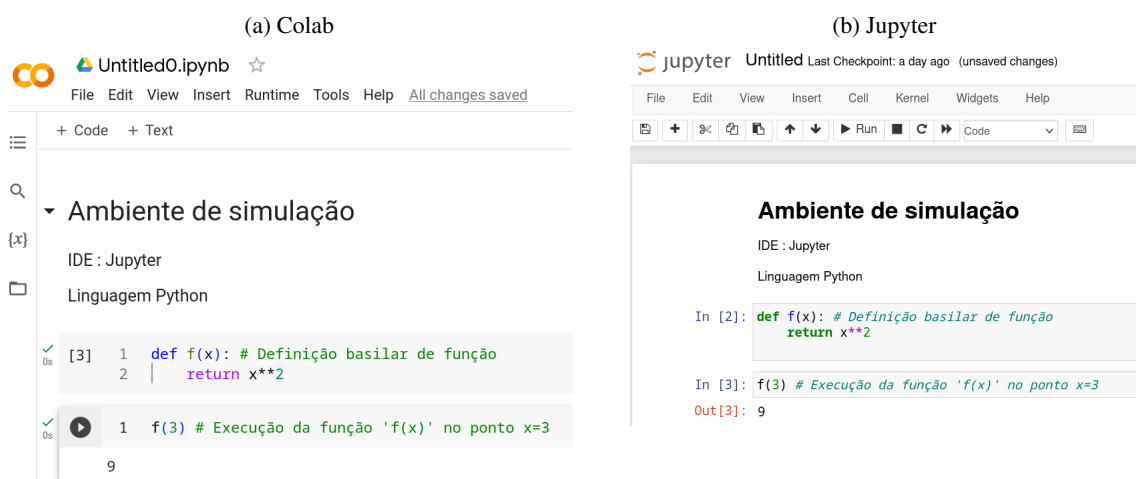 (a) Colab
CO Untitled0.ipynb
File Edit View Insert Runtime Tools Help All changes saved
+ Code + Text
Ambiente de simulação
{x}
IDE : Jupyter
Linguagem Python
0s [3] 1 def f(x): # Definição basilar de função
2 return x**2
0s 1 f(3) # Execução da função 'f(x)' no ponto x=3
9
(b) Jupyter
jupyter Untitled Last Checkpoint: a day ago (unsaved changes)
File Edit View Insert Cell Kernel Widgets Help
Run Code
Ambiente de simulação
IDE : Jupyter
Linguagem Python
In [2]: def f(x): # Definição basilar de função
return x**2
In [3]: f(3) # Execução da função 'f(x)' no ponto x=3
Out[3]: 9